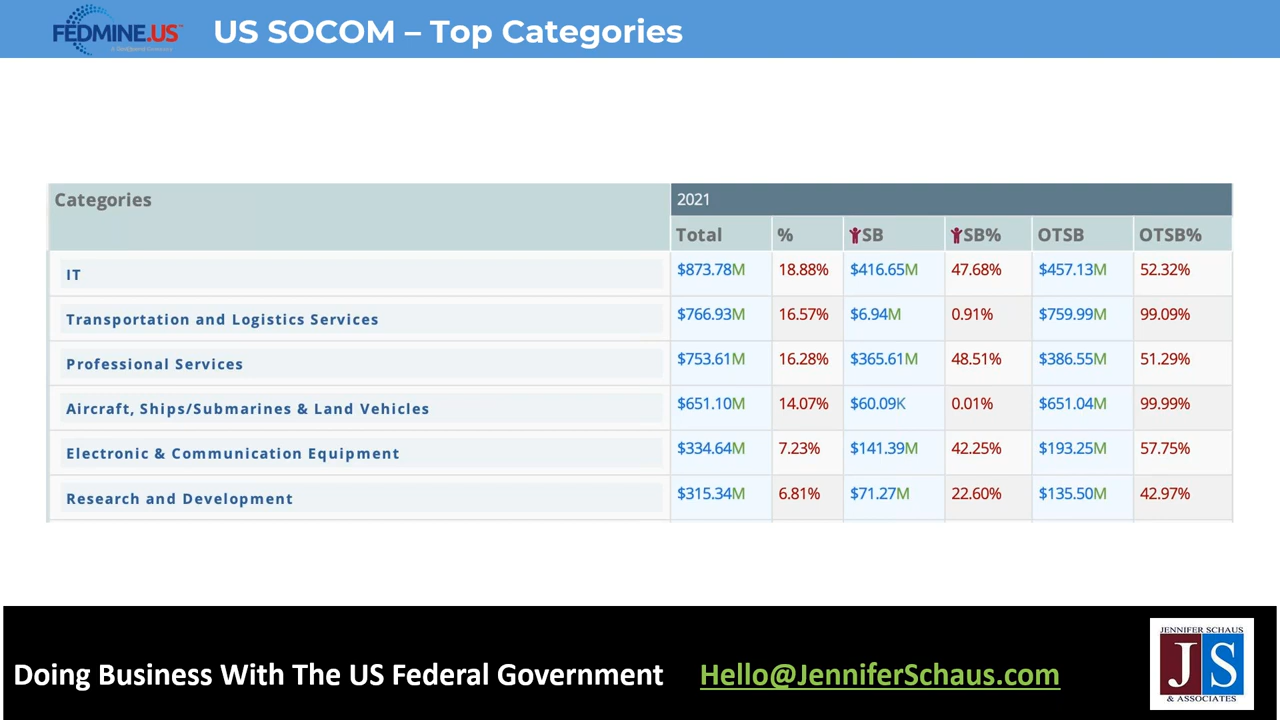 FEDMINE.US™
US SOCOM – Top Categories
Categories
2021
Total % SB SB% OTSB OTSB%
IT $873.78M 18.88% $416.65M 47.68% $457.13M 52.32%
Transportation and Logistics Services $766.93M 16.57% $6.94M 0.91% $759.99M 99.09%
Professional Services $753.61M 16.28% $365.61M 48.51% $386.55M 51.29%
Aircraft, Ships/Submarines & Land Vehicles $651.10M 14.07% $60.09K 0.01% $651.04M 99.99%
Electronic & Communication Equipment $334.64M 7.23% $141.39M 42.25% $193.25M 57.75%
Research and Development $315.34M 6.81% $71.27M 22.60% $135.50M 42.97%
Doing Business With The US Federal Government Hello@JenniferSchaus.com
JENNIFER SCHAUS
JS
& ASSOCIATES